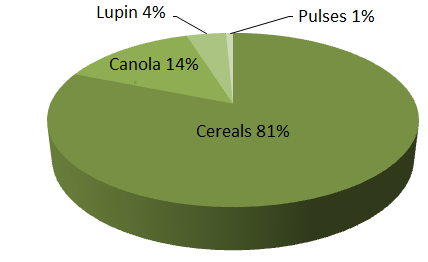 Lupin 4%
Pulses 1%
Canola 14%
Cereals 81%